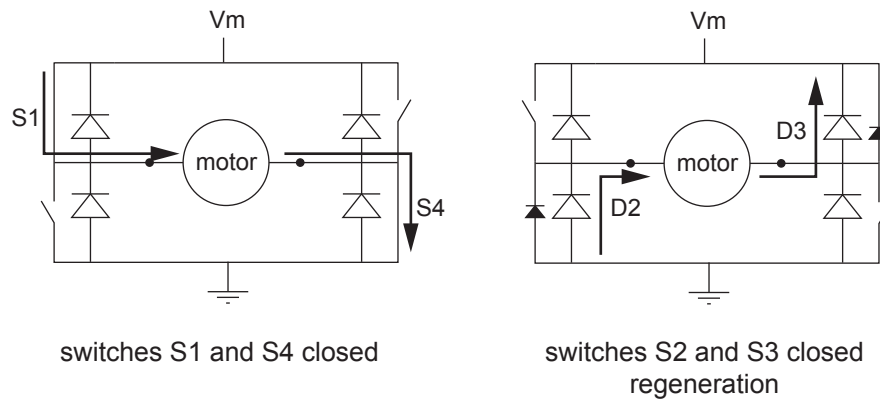 Vm
S1
motor
S4
switches S1 and S4 closed
Vm
D3
motor
D2
switches S2 and S3 closed
regeneration